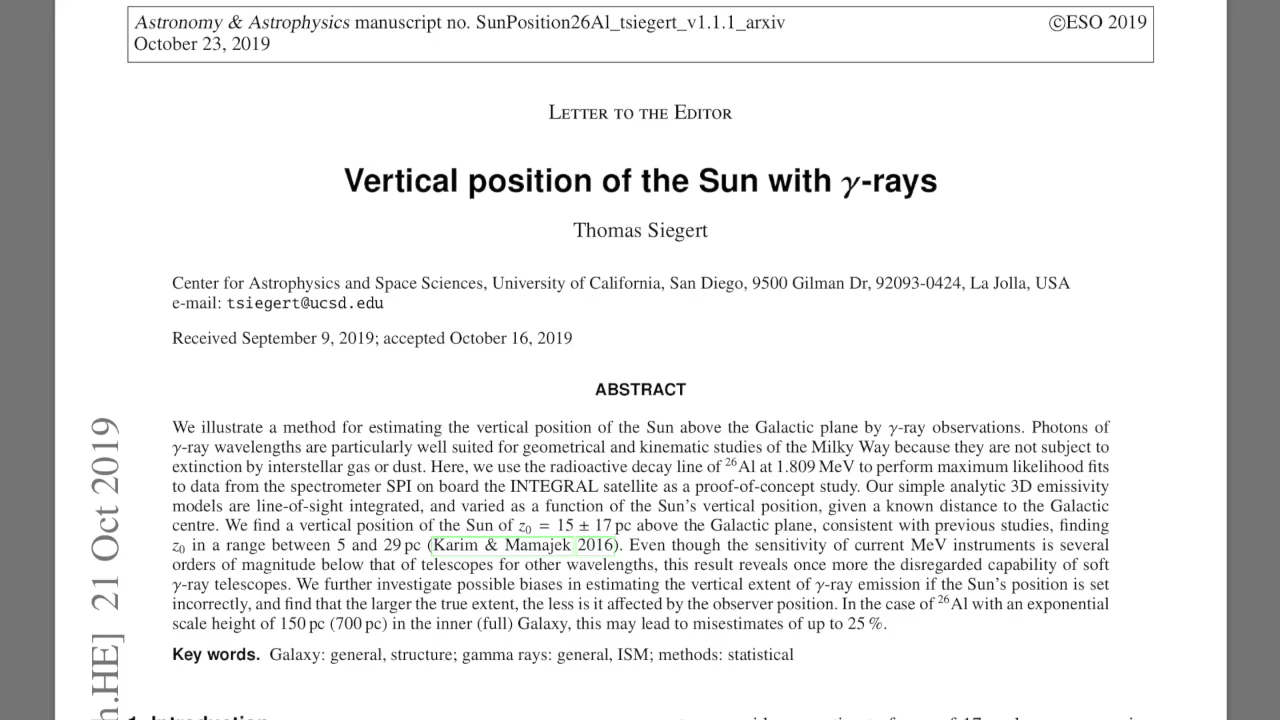 Astronomy & Astrophysics manuscript no. SunPosition26Al_tsiegert_v1.1.1_arxiv ©ESO 2019
October 23, 2019
Letter to the Editor
Vertical position of the Sun with γ-rays
Thomas Siegert
Center for Astrophysics and Space Sciences, University of California, San Diego, 9500 Gilman Dr, 92093-0424, La Jolla, USA
e-mail: tsiegert@ucsd.edu
Received September 9, 2019; accepted October 16, 2019
ABSTRACT
We illustrate a method for estimating the vertical position of the Sun above the Galactic plane by γ-ray observations. Photons of
γ-ray wavelengths are particularly well suited for geometrical and kinematic studies of the Milky Way because they are not subject to
extinction by interstellar gas or dust. Here, we use the radioactive decay line of ²⁶Al at 1.809 MeV to perform maximum likelihood fits
to data from the spectrometer SPI on board the INTEGRAL satellite as a proof-of-concept study. Our simple analytic 3D emissivity
models are line-of-sight integrated, and varied as a function of the Sun's vertical position, given a known distance to the Galactic
centre. We find a vertical position of the Sun of z₀ = 15 ± 17 pc above the Galactic plane, consistent with previous studies, finding
z₀ in a range between 5 and 29 pc (Karim & Mamajek 2016). Even though the sensitivity of current MeV instruments is several
orders of magnitude below that of telescopes for other wavelengths, this result reveals once more the disregarded capability of soft
γ-ray telescopes. We further investigate possible biases in estimating the vertical extent of γ-ray emission if the Sun's position is set
incorrectly, and find that the larger the true extent, the less is it affected by the observer position. In the case of ²⁶Al with an exponential
scale height of 150 pc (700 pc) in the inner (full) Galaxy, this may lead to misestimates of up to 25 %.
Key words. Galaxy: general, structure; gamma rays: general, ISM; methods: statistical
.HE] 21 Oct 2019
1. Introduction